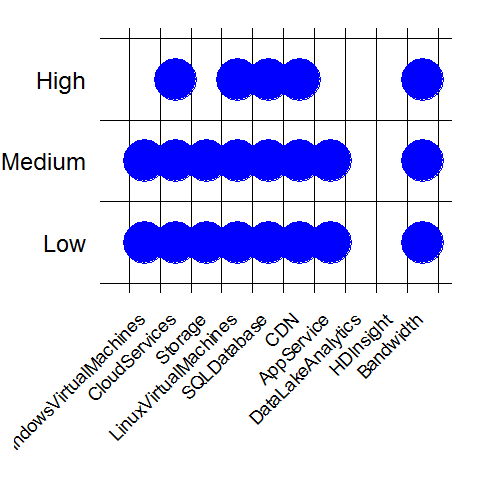 High
Medium
Low
ndowsVirtualMachines
CloudServices
Storage
LinuxVirtualMachines
SQLDatabase
CDN
AppService
DataLakeAnalytics
HDInsight
Bandwidth